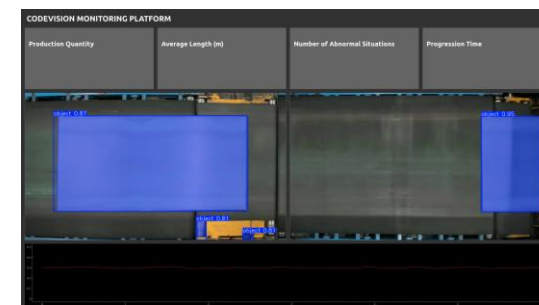 CODEVISION MONITORING PLATFORM
Production Quantity
Average Length (m)
Number of Abnormal Situations
Progression Time
object 0.87
object 0.95
object 0.81
object 0.51